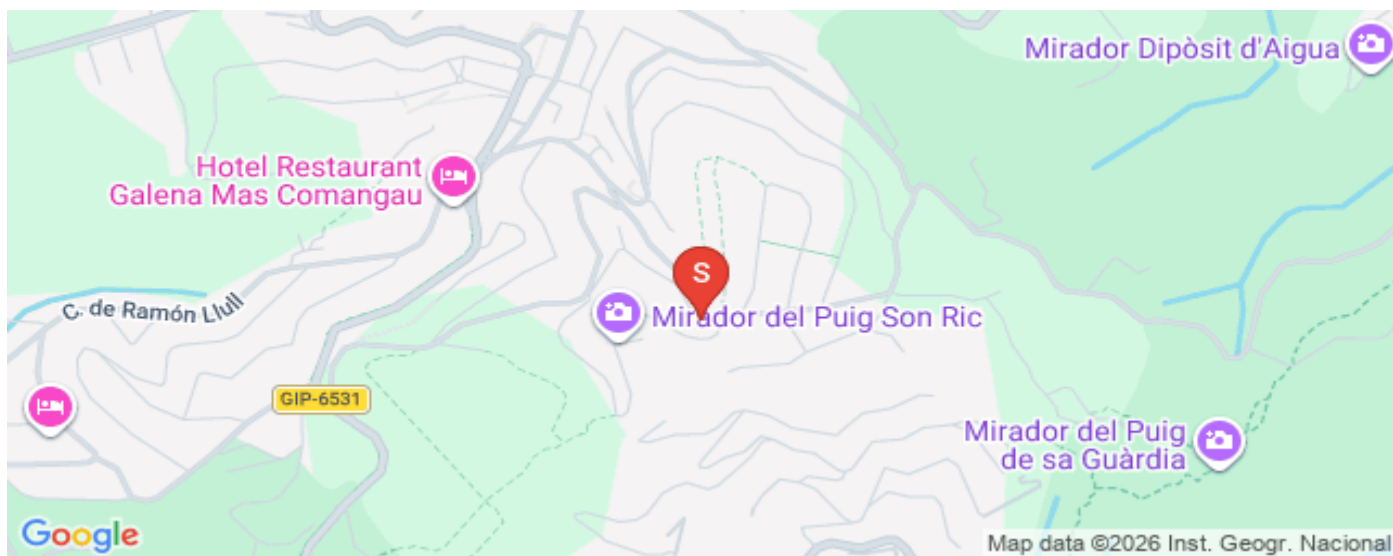 Mirador Dipòsit d'Aigua
Hotel Restaurant
Galena Mas Comangau
S
C. de Ramón Llull
Mirador del Puig Son Ric
GIP-6531
Mirador del Puig
de sa Guàrdia
Google
Map data ©2026 Inst. Geogr. Nacional